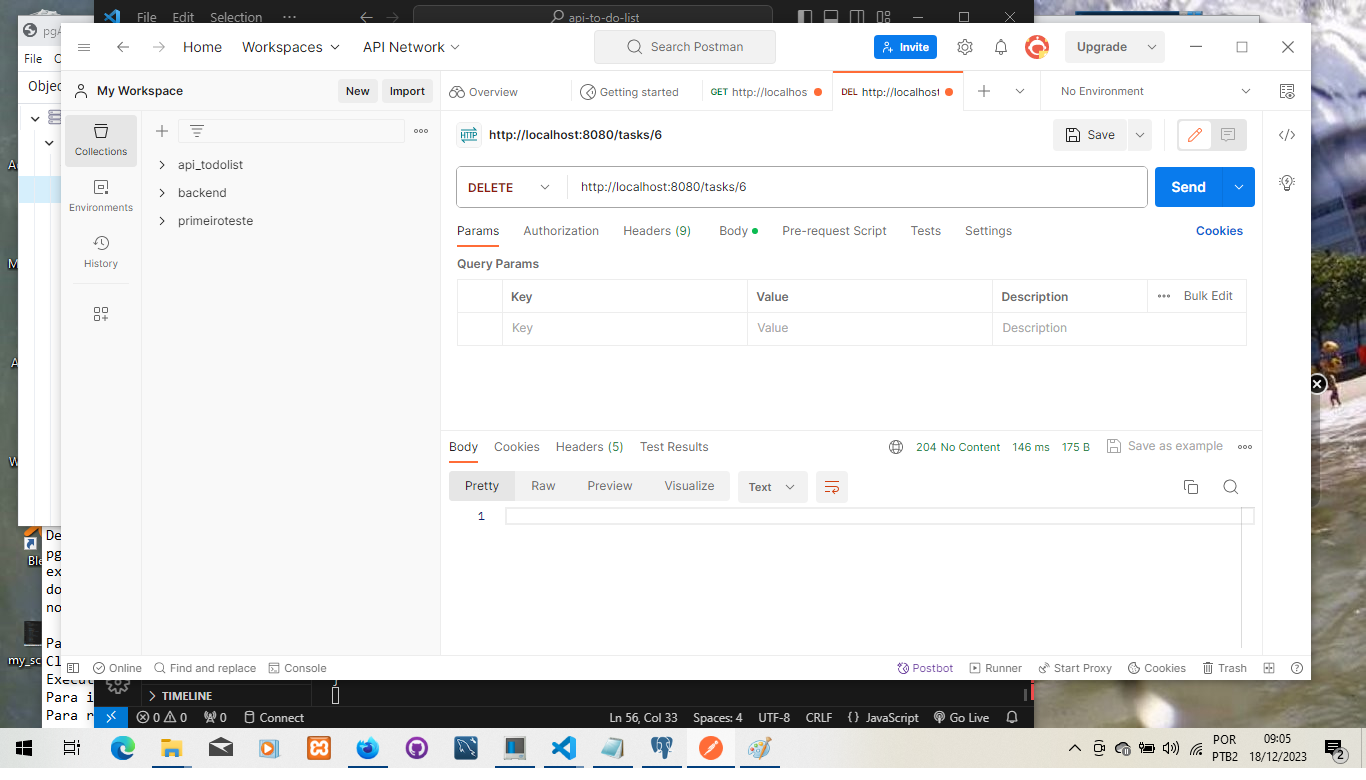 File Edit Selection ··· api-to-do-list
pgA
File
Objec
Home Workspaces API Network Search Postman Invite Upgrade
My Workspace New Import Overview Getting started GET http://localhos DEL http://localhost No Environment
Collections
Environments
History
api_todolist
backend
primeiroteste
HTTP http://localhost:8080/tasks/6 Save
DELETE http://localhost:8080/tasks/6 Send
Params Authorization Headers (9) Body Pre-request Script Tests Settings Cookies
Query Params
Key Value Description ··· Bulk Edit
Key Value Description
Body Cookies Headers (5) Test Results 204 No Content 146 ms 175 B Save as example
Pretty Raw Preview Visualize Text
1
Online Find and replace Console Postbot Runner Start Proxy Cookies Trash
Ble
De
pg
ex
do
no
Pa
my_sc
Cl
Execut
Para i
Para r
TIMELINE
0 0 0 Connect Ln 56, Col 33 Spaces: 4 UTF-8 CRLF {} JavaScript Go Live
POR
PTB2
09:05
18/12/2023
2